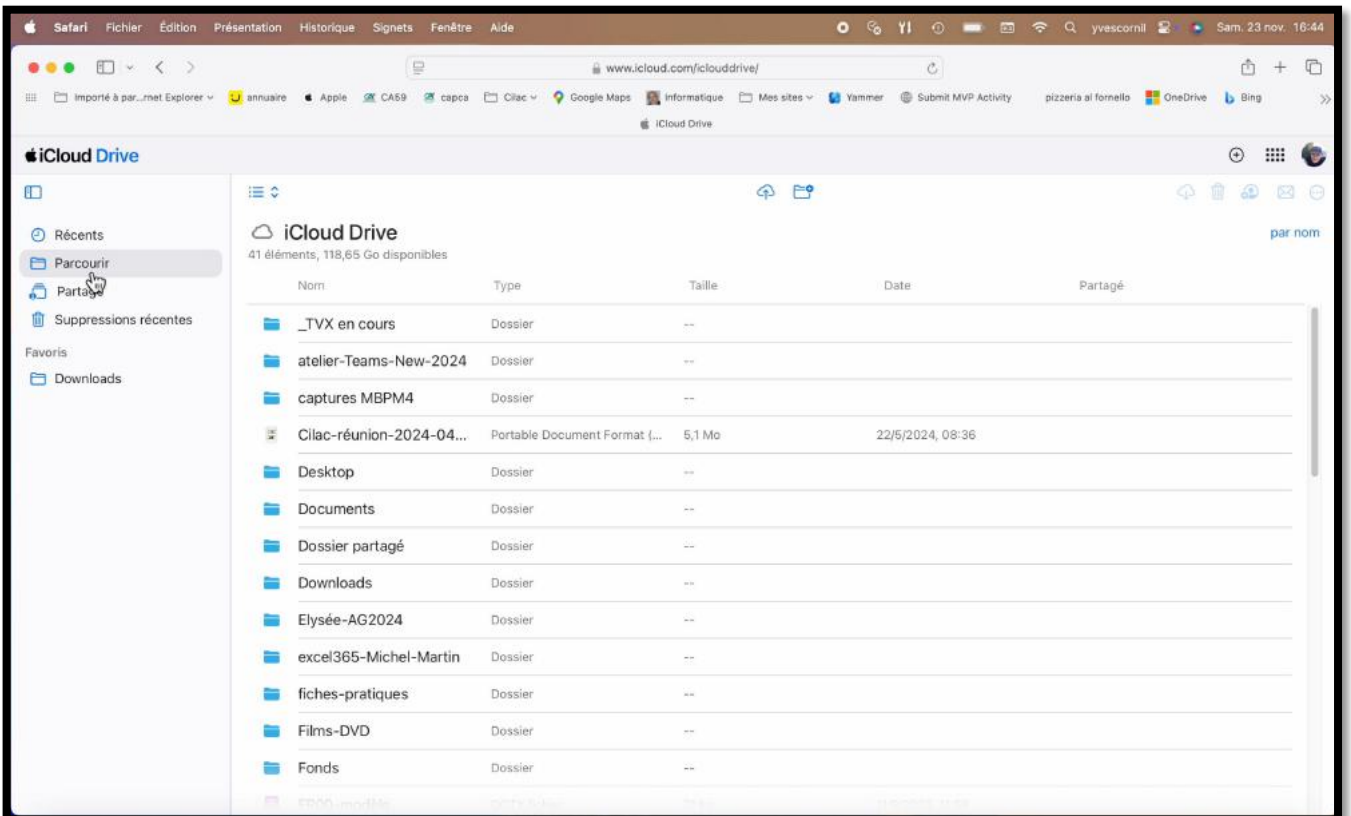 Safari Fichier Édition Présentation Historique Signets Fenêtre Aide yvescornil Sam. 23 nov. 16:44
www.icloud.com/iclouddrive/
Importé à par...rnet Explorer annuaire Apple CA59 capca Cilac Google Maps Informatique Mes sites Yammer Submit MVP Activity pizzeria al fornello OneDrive Bing
iCloud Drive
iCloud Drive
Récents
Parcourir
Partagé
Suppressions récentes
Favoris
Downloads
iCloud Drive par nom
41 éléments, 118,65 Go disponibles
Nom Type Taille Date Partagé
_TVX en cours Dossier --
atelier-Teams-New-2024 Dossier --
captures MBPM4 Dossier --
Cilac-réunion-2024-04... Portable Document Format (... 5,1 Mo 22/5/2024, 08:36
Desktop Dossier --
Documents Dossier --
Dossier partagé Dossier --
Downloads Dossier --
Elysée-AG2024 Dossier --
excel365-Michel-Martin Dossier --
fiches-pratiques Dossier --
Films-DVD Dossier --
Fonds Dossier --